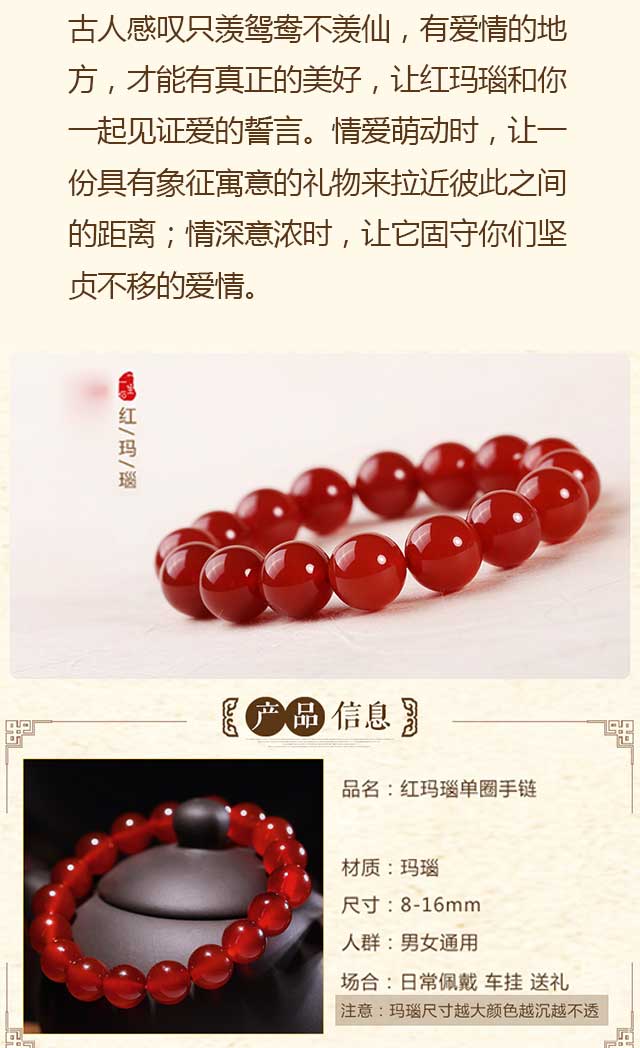 古人感叹只羡鸳鸯不羡仙，有爱情的地
方，才能有真正的美好，让红玛瑙和你
一起见证爱的誓言。情爱萌动时，让一
份具有象征寓意的礼物来拉近彼此之间
的距离；情深意浓时，让它固守你们坚
贞不移的爱情。
红/玛/瑙
产品信息
品名：红玛瑙单圈手链
材质：玛瑙
尺寸：8-16mm
人群：男女通用
场合：日常佩戴 车挂 送礼
注意：玛瑙尺寸越大颜色越沉越不透